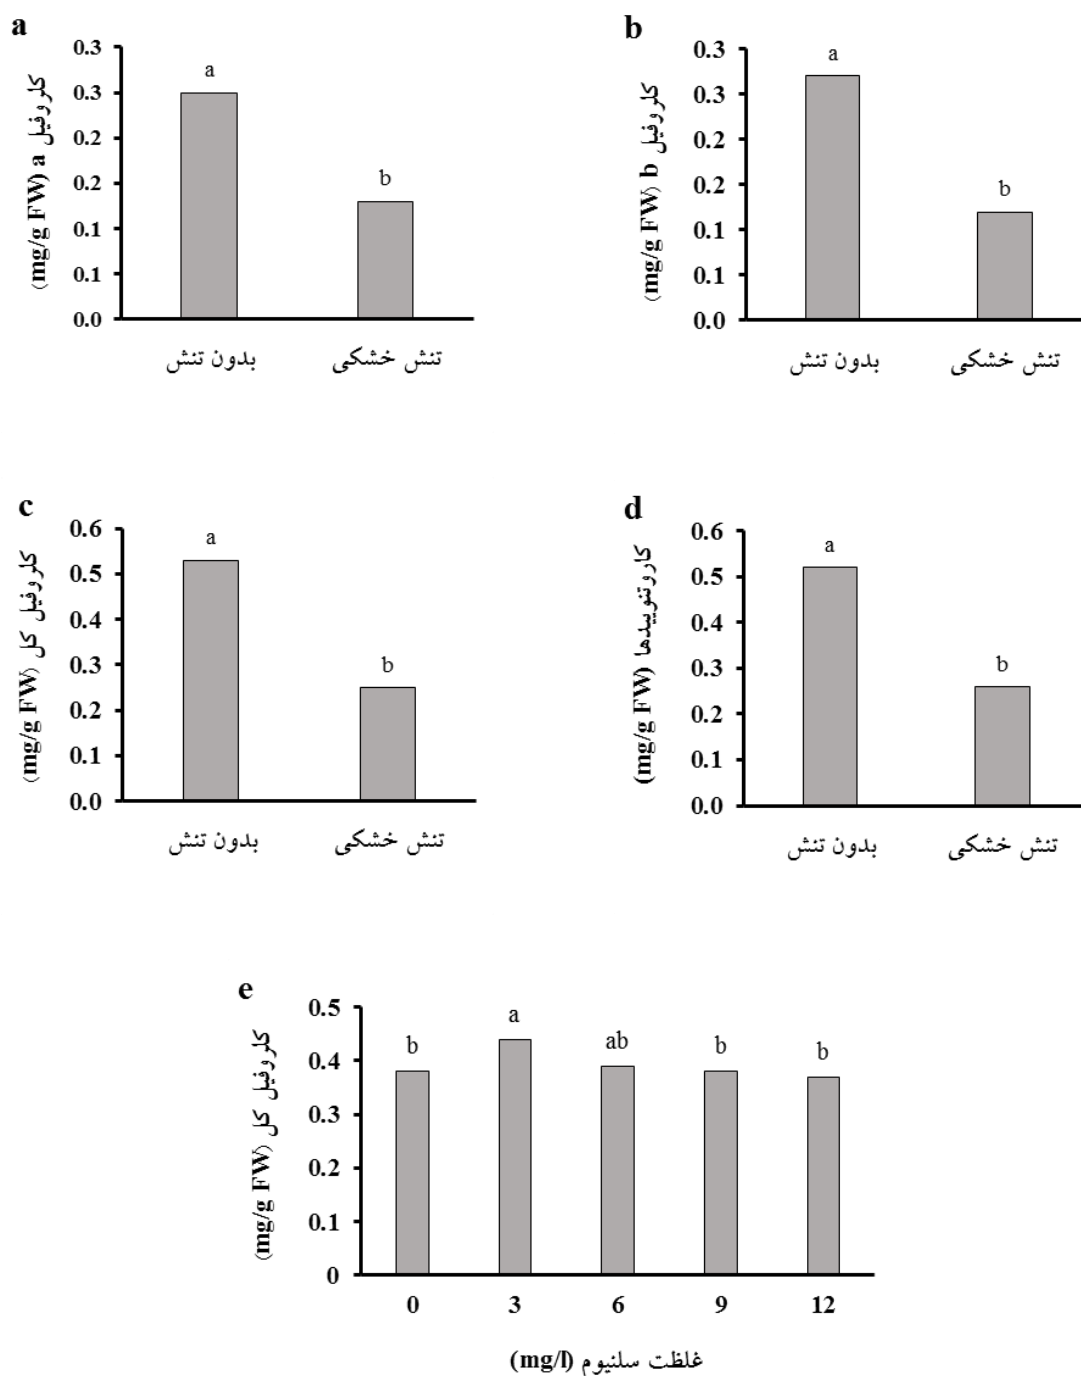 a
کلروفیل a (mg/g FW)
0.3
0.3
0.2
0.2
0.1
0.1
0.0
a
b
بدون تنش
تنش خشکی
b
کلروفیل b (mg/g FW)
0.3
0.3
0.2
0.2
0.1
0.1
0.0
a
b
بدون تنش
تنش خشکی
c
کلروفیل کل (mg/g FW)
0.6
0.5
0.4
0.3
0.2
0.1
0.0
a
b
بدون تنش
تنش خشکی
d
کاروتنوییدها (mg/g FW)
0.6
0.5
0.4
0.3
0.2
0.1
0.0
a
b
بدون تنش
تنش خشکی
e
کلروفیل کل (mg/g FW)
0.5
0.4
0.3
0.2
0.1
0
b
a
ab
b
b
0 3 6 9 12
غلظت سلنیوم (mg/l)